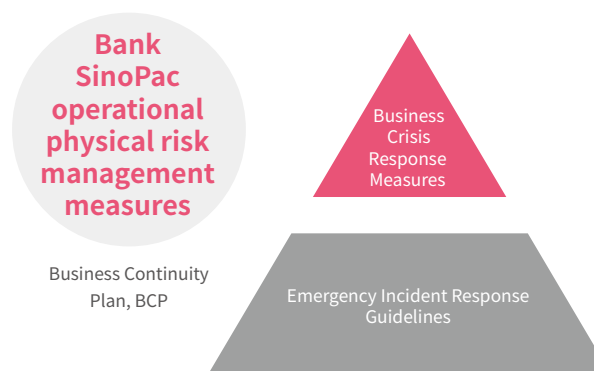 Bank
SinoPac
operational
physical risk
management
measures
Business Continuity
Plan, BCP
Business
Crisis
Response
Measures
Emergency Incident Response
Guidelines